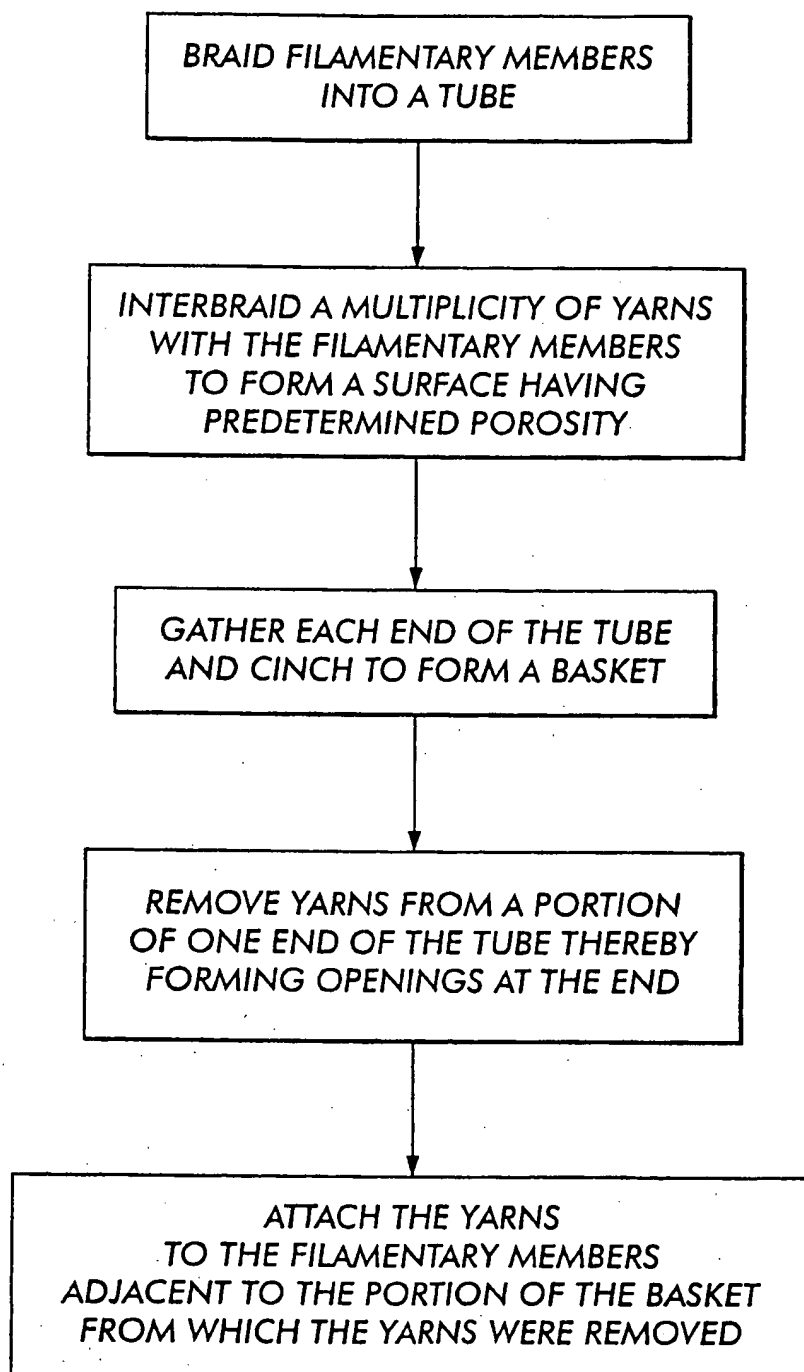 BRAID FILAMENTARY MEMBERS
INTO A TUBE
INTERBRAID A MULTIPLICITY OF YARNS
WITH THE FILAMENTARY MEMBERS
TO FORM A SURFACE HAVING
PREDETERMINED POROSITY
GATHER EACH END OF THE TUBE
AND CINCH TO FORM A BASKET
REMOVE YARNS FROM A PORTION
OF ONE END OF THE TUBE THEREBY
FORMING OPENINGS AT THE END
ATTACH THE YARNS
TO THE FILAMENTARY MEMBERS
ADJACENT TO THE PORTION OF THE BASKET
FROM WHICH THE YARNS WERE REMOVED